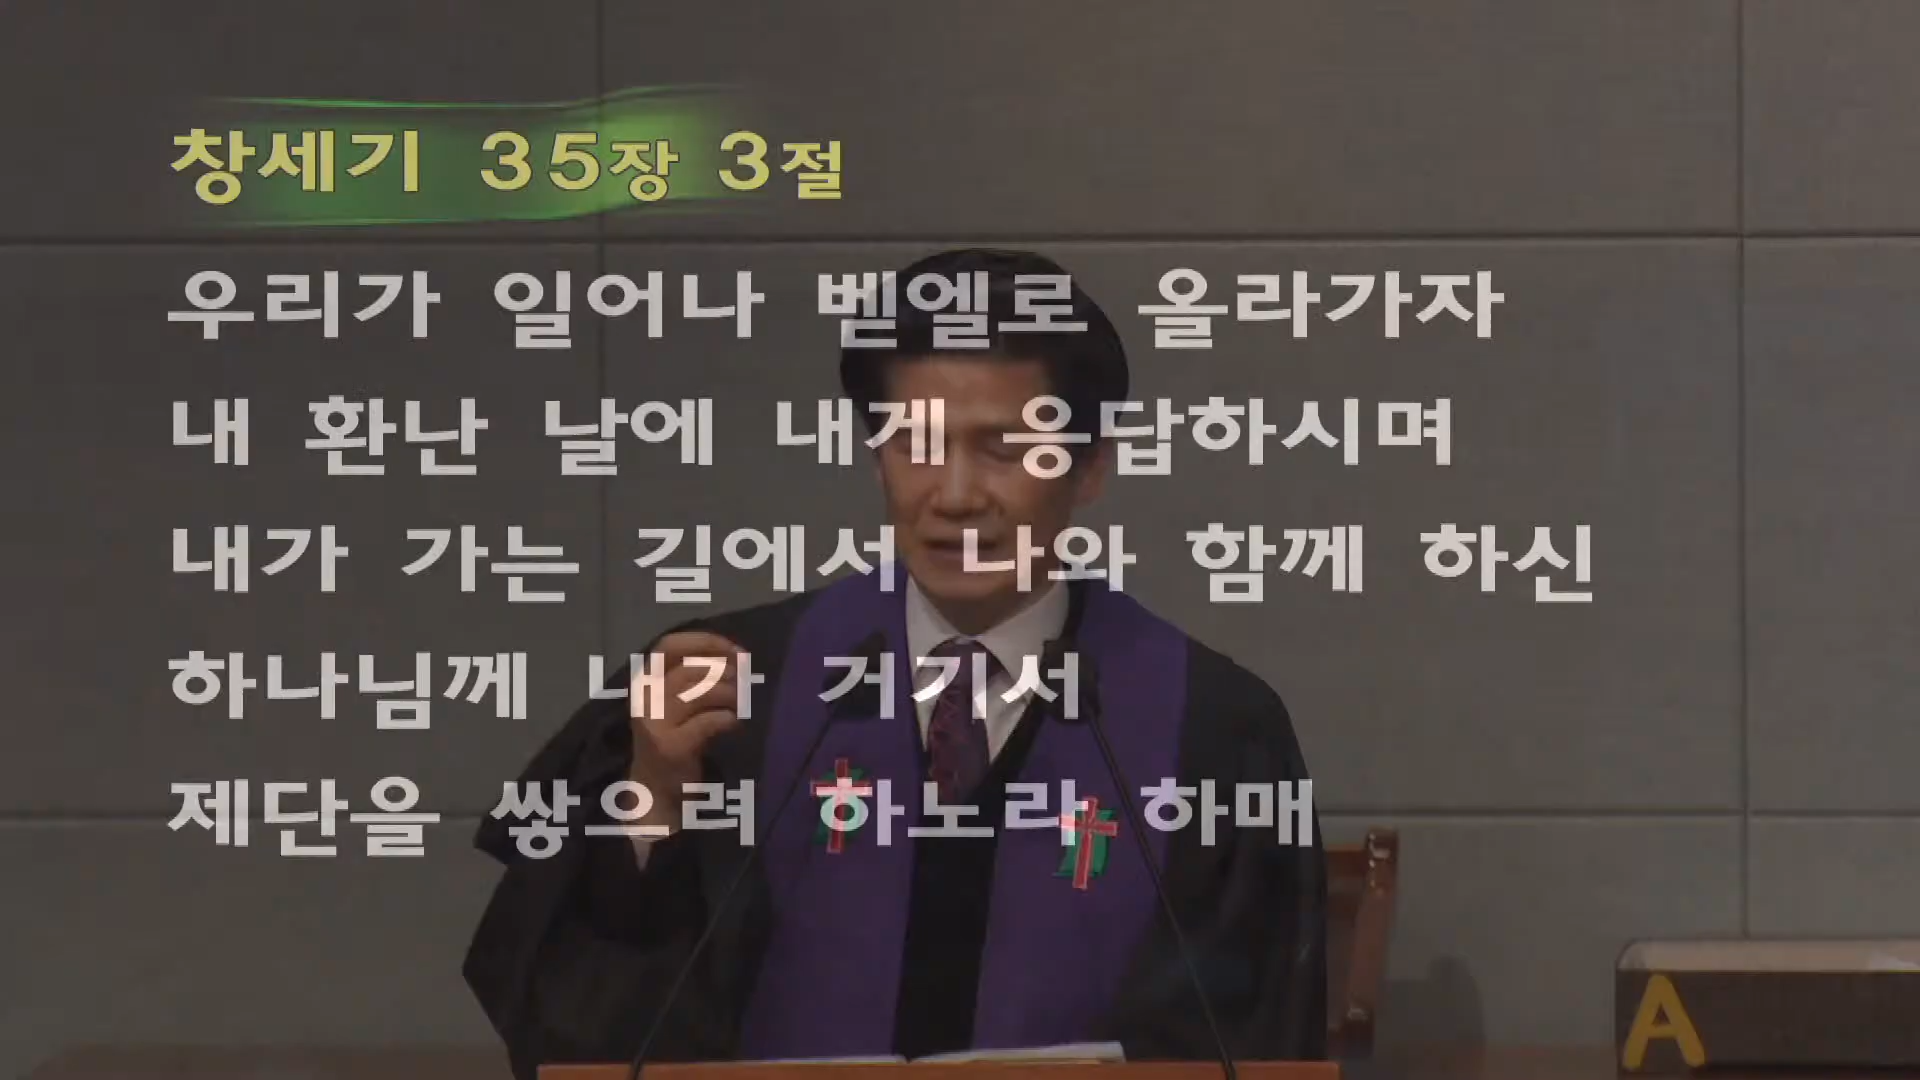 창세기 35장 3절
우리가 일어나 벧엘로 올라가자
내 환난 날에 내게 응답하시며
내가 가는 길에서 나와 함께 하신
하나님께 내가 거기서
제단을 쌓으려 하노라 하매
A